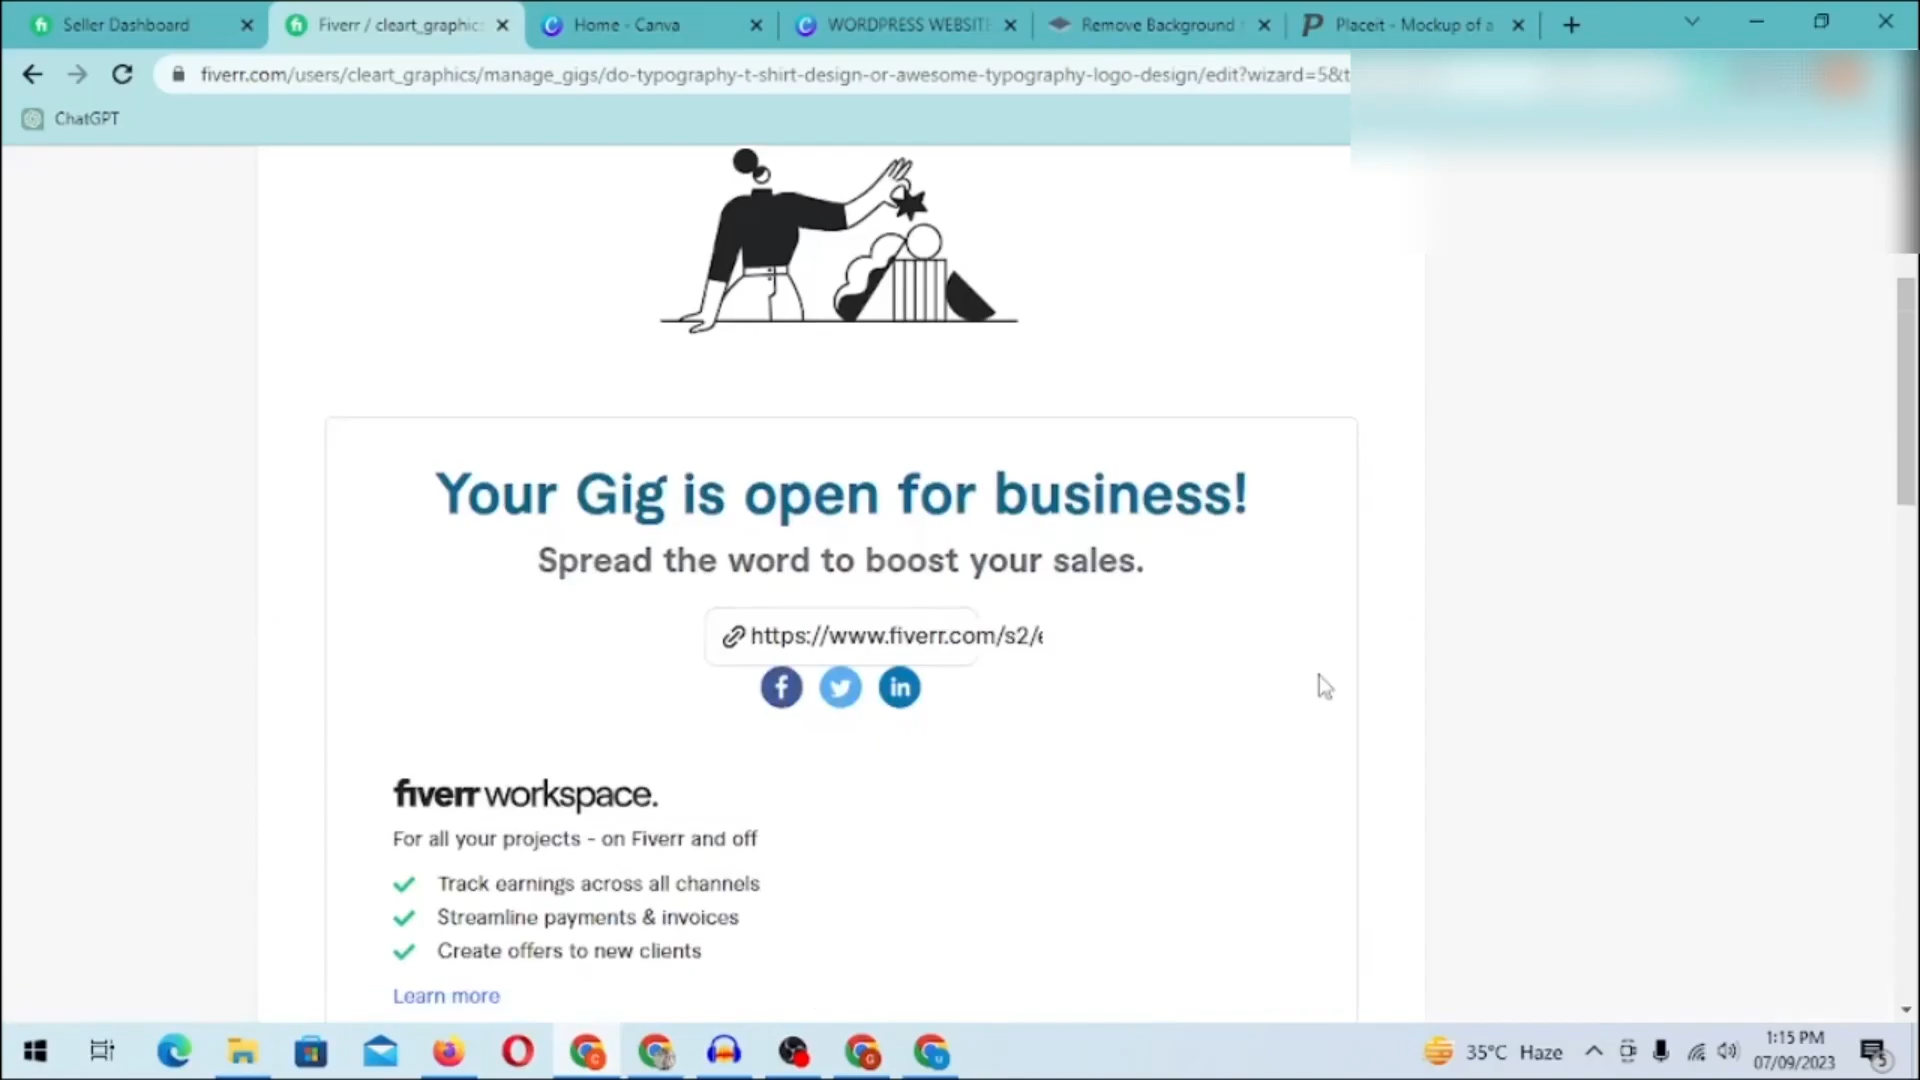 Seller Dashboard
Fiverr / cleart_graphics
Home - Canva
WORDPRESS WEBSITE
Remove Background
Placeit - Mockup of a
fiverr.com/users/cleart_graphics/manage_gigs/do-typography-t-shirt-design-or-awesome-typography-logo-design/edit?wizard=5&t
ChatGPT
Your Gig is open for business!
Spread the word to boost your sales.
https://www.fiverr.com/s2/e
fiverr workspace.
For all your projects - on Fiverr and off
Track earnings across all channels
Streamline payments & invoices
Create offers to new clients
Learn more
35°C Haze
1:15 PM
07/09/2023
5